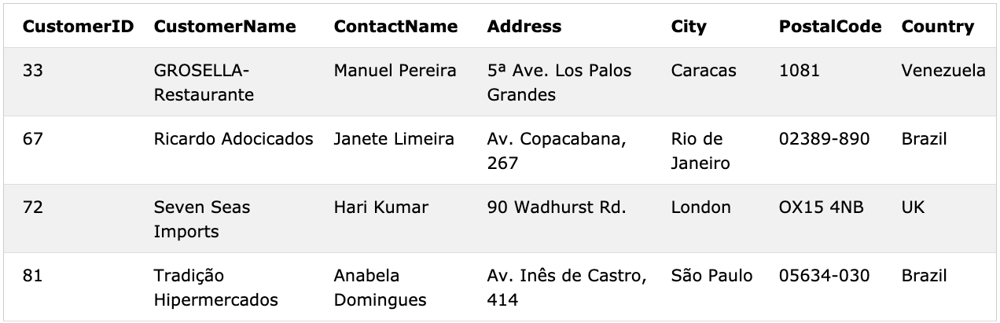 CustomerID CustomerName ContactName Address City PostalCode Country
33 GROSELLA- Manuel Pereira 5ª Ave. Los Palos Caracas 1081 Venezuela
Restaurante Grandes
67 Ricardo Adocicados Janete Limeira Av. Copacabana, Rio de 02389-890 Brazil
267 Janeiro
72 Seven Seas Hari Kumar 90 Wadhurst Rd. London OX15 4NB UK
Imports
81 Tradição Anabela Av. Inês de Castro, São Paulo 05634-030 Brazil
Hipermercados Domingues 414